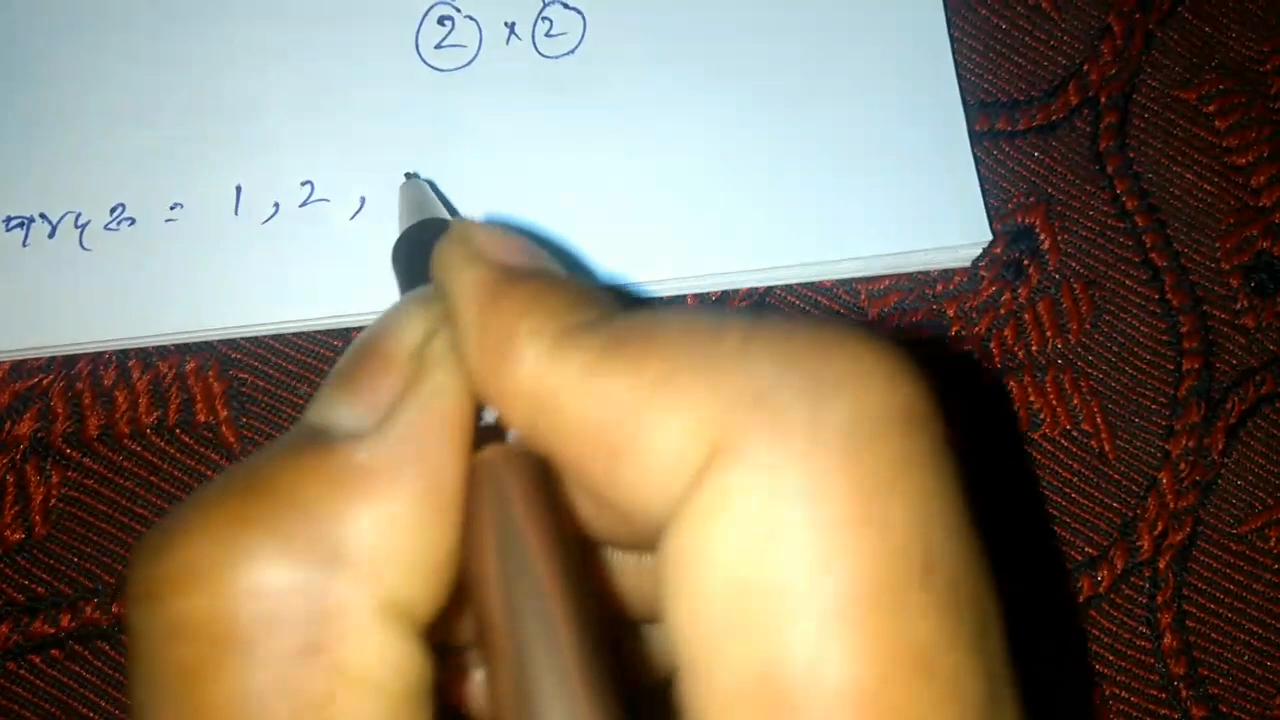 2 × 2
= 1, 2,